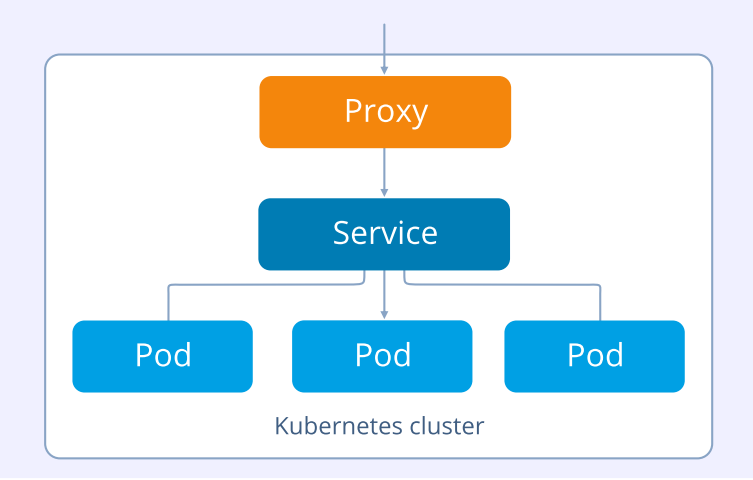 Proxy
Service
Pod
Pod
Pod
Kubernetes cluster